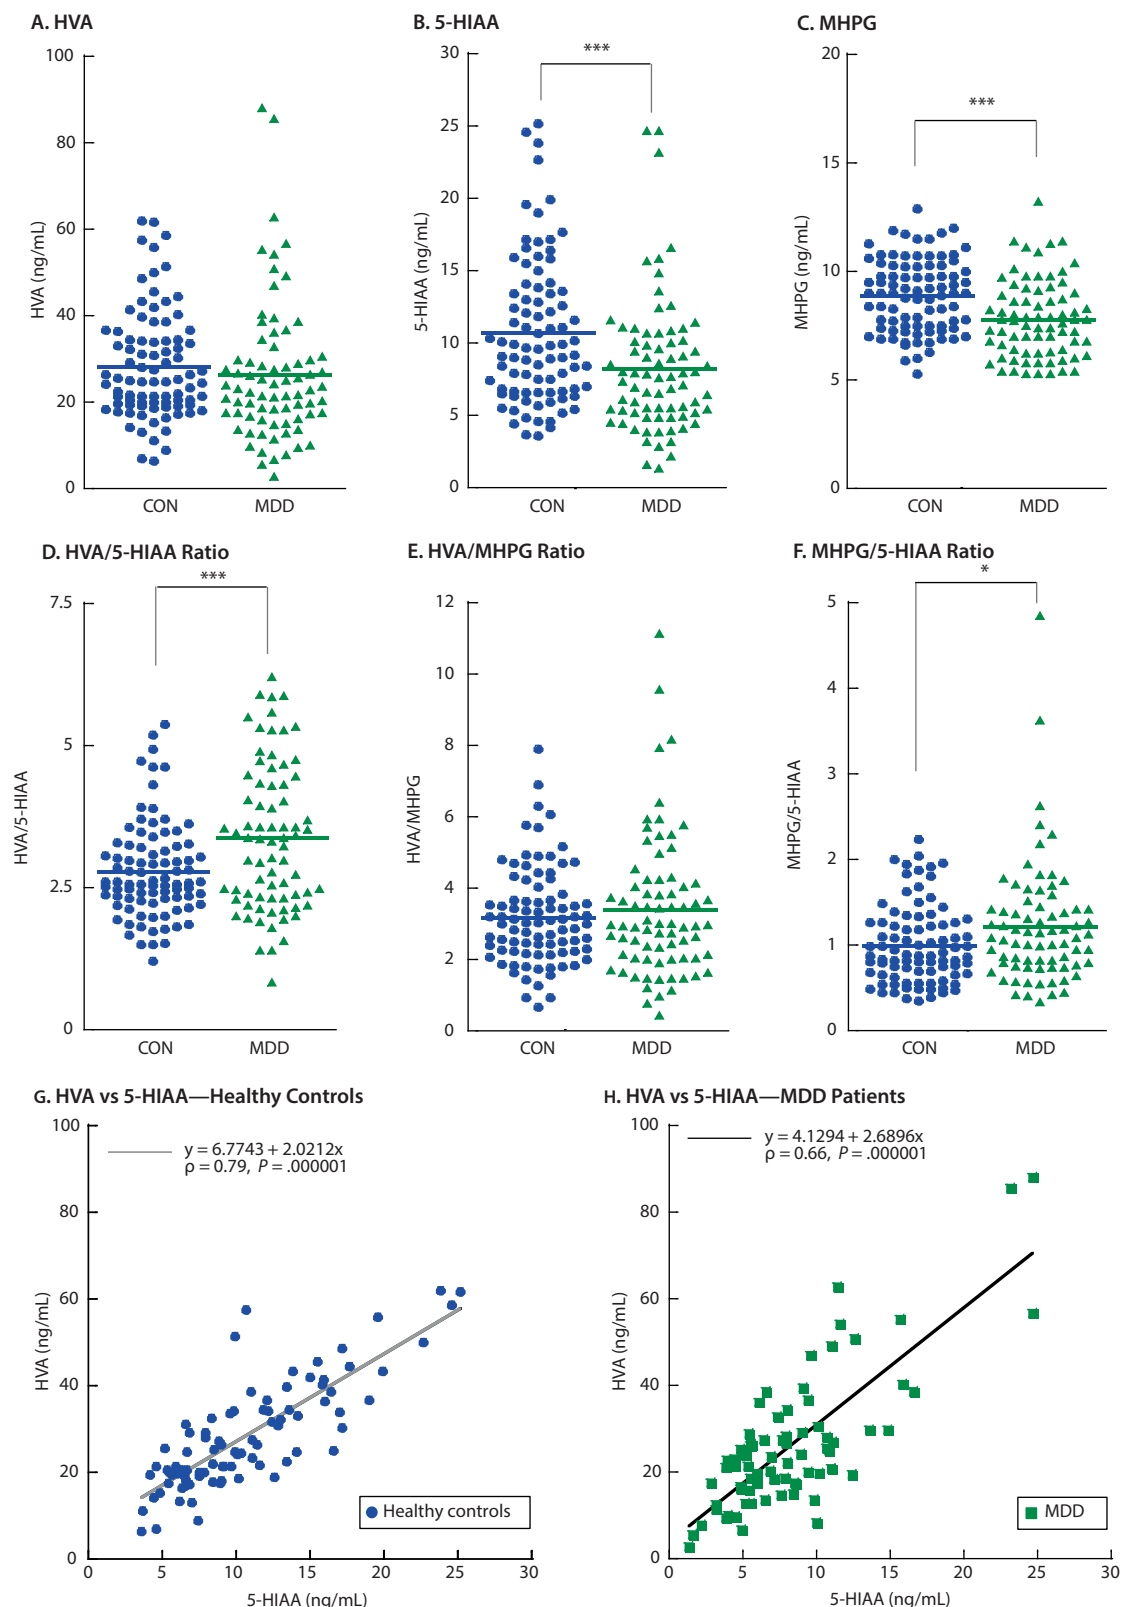 A. HVA
100
80
60
40
20
0
HVA (ng/mL)
CON
MDD
B. 5-HIAA
30
25
20
15
10
5
0
5-HIAA (ng/mL)
***
CON
MDD
C. MHPG
20
15
10
5
0
MHPG (ng/mL)
***
CON
MDD
D. HVA/5-HIAA Ratio
***
7.5
5
2.5
0
HVA/5-HIAA
CON
MDD
E. HVA/MHPG Ratio
12
10
8
6
4
2
0
HVA/MHPG
CON
MDD
F. MHPG/5-HIAA Ratio
*
5
4
3
2
1
0
MHPG/5-HIAA
CON
MDD
G. HVA vs 5-HIAA—Healthy Controls
100
80
60
40
20
0
HVA (ng/mL)
y = 6.7743 + 2.0212x
ρ = 0.79, P = .000001
Healthy controls
0 5 10 15 20 25 30
5-HIAA (ng/mL)
H. HVA vs 5-HIAA—MDD Patients
100
80
60
40
20
0
HVA (ng/mL)
y = 4.1294 + 2.6896x
ρ = 0.66, P = .000001
MDD
0 5 10 15 20 25 30
5-HIAA (ng/mL)